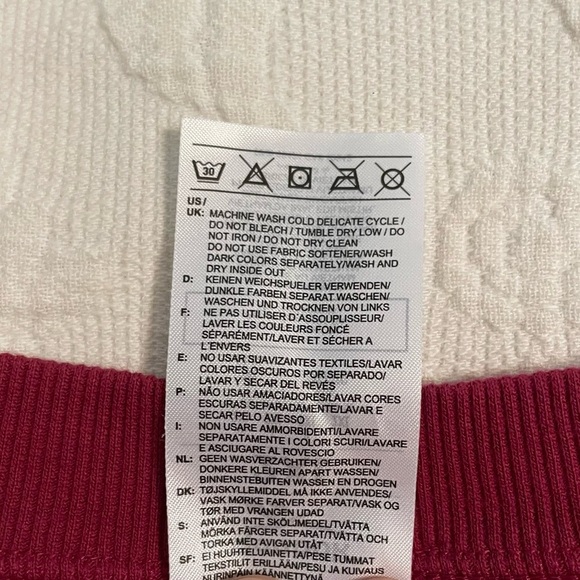 30
US /
UK: MACHINE WASH COLD DELICATE CYCLE /
DO NOT BLEACH / TUMBLE DRY LOW / DO
NOT IRON / DO NOT DRY CLEAN
DO NOT USE FABRIC SOFTENER/WASH
DARK COLORS SEPARATELY/WASH AND
DRY INSIDE OUT
D: KEINEN WEICHSPUELER VERWENDEN/
DUNKLE FARBEN SEPARAT WASCHEN/
WASCHEN UND TROCKNEN VON LINKS
F: NE PAS UTILISER D´ASSOUPLISSEUR/
LAVER LES COULEURS FONCÉ
SÉPARÉMENT/LAVER ET SÉCHER A
L'ENVERS
E: NO USAR SUAVIZANTES TEXTILES/LAVAR
COLORES OSCUROS POR SEPARADO/
LAVAR Y SECAR DEL REVÉS
P: NÃO USAR AMACIADORES/LAVAR CORES
ESCURAS SEPARADAMENTE/LAVAR E
SECAR PELO AVESSO
I: NON USARE AMMORBIDENTI/LAVARE
SEPARATAMENTE I COLORI SCURI/LAVARE
E ASCIUGARE AL ROVESCIO
NL: GEEN WASVERZACHTER GEBRUIKEN/
DONKERE KLEUREN APART WASSEN/
BINNENSTEBUITEN WASSEN EN DROGEN
DK: TØJSKYLLEMIDDEL MÅ IKKE ANVENDES/
VASK MØRKE FARVER SEPARAT/VASK OG
TØR MED VRANGEN UDAD
S: ANVÄND INTE SKÖLJMEDEL/TVÄTTA
MÖRKA FÄRGER SEPARAT/TVÄTTA OCH
TORKA MED AVIGAN UTÅT
SF: EI HUUHTELUAINETTA/PESE TUMMAT
TEKSTIILIT ERILLÄÄN/PESU JA KUIVAUS
NURINPÄIN KÄÄNNETTYNÄ